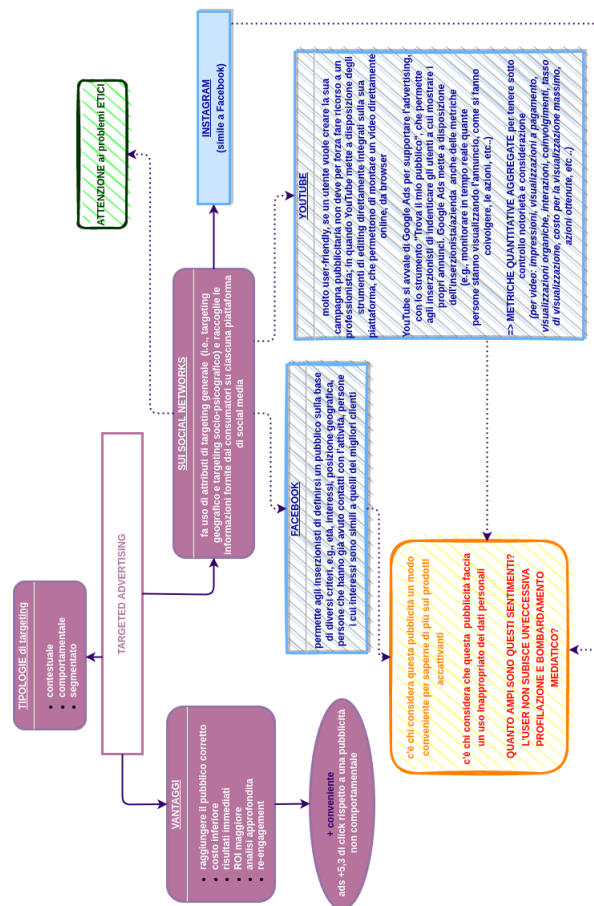 TARGETED ADVERTISING
TIPOLOGIE di targeting
contestuale
comportamentale
segmentato
VANTAGGI
raggiungere il pubblico corretto
costo inferiore
risultati immediati
ROI maggiore
analisi approfondita
re-engagement
+ conveniente
ads +5,3 di click rispetto a una pubblicità
non comportamentale
SUI SOCIAL NETWORKS
fa uso di attributi di targeting generale (i.e., targeting
geografico e targeting socio-psicografico) e raccoglie le
informazioni fornite dai consumatori su ciascuna piattaforma
di social media
ATTENZIONE ai problemi ETICI
INSTAGRAM
(simile a Facebook)
FACEBOOK
permette agli inserzionisti di definirsi un pubblico sulla base
di diversi criteri, e.g., età, interessi, posizione geografica,
persone che hanno già avuto contatti con l'attività, persone
i cui interessi sono simili a quelli dei migliori clienti
YOUTUBE
molto user-friendly, se un utente vuole creare la sua
campagna pubblicitaria non deve per forza fare ricorso a un
professionista; in quando YouTube mette a disposizione degli
strumenti di editing direttamente integrati sulla sua
piattaforma, che permettono di montare un video direttamente
online, da browser
YouTube si avvale di Google Ads per supportare l'advertising,
con lo strumento "Trova il mio pubblico", che permette
agli inserzionisti di indentificare gli utenti a cui mostrare i
propri annunci. Google Ads mette a disposizione
dell'inserzionista/azienda anche delle metriche
(e.g., monitorare in tempo reale quante
persone stanno visualizzando l'annuncio, come si fanno
coivolgere, le azioni, etc..)
=> METRICHE QUANTITATIVE AGGREGATE per tenere sotto
controllo notorietà e considerazione
(per video: impressioni, visualizzazioni a pagamento,
visualizzazioni organiche, interazioni, coinvolgimenti, tasso
di visualizzazione, costo per la visualizzazione massimo,
azioni ottenute, etc ..)
c'è chi considera questa pubblicità un modo
conveniente per saperne di più sui prodotti
accattivanti
c'è chi considera che questa pubblicità faccia
un uso inappropriato dei dati personali
QUANTO AMPI SONO QUESTI SENTIMENTI?
L'USER NON SUBISCE UN'ECCESSIVA
PROFILAZIONE E BOMBARDAMENTO
MEDIATICO?